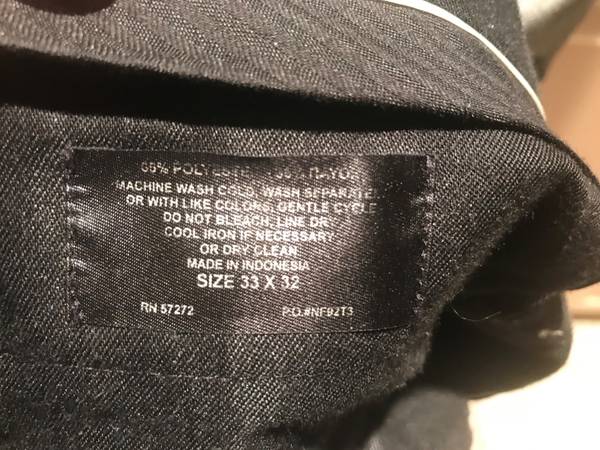 POLYESTER
MACHINE WASH COLD, WASH SEPARATE
OR WITH LIKE COLORS, GENTLE CYCLE
DO NOT BLEACH, LINE DRY
COOL IRON IF NECESSARY
OR DRY CLEAN
MADE IN INDONESIA
SIZE 33 X 32
RN 57272 P.O.#NF92T3